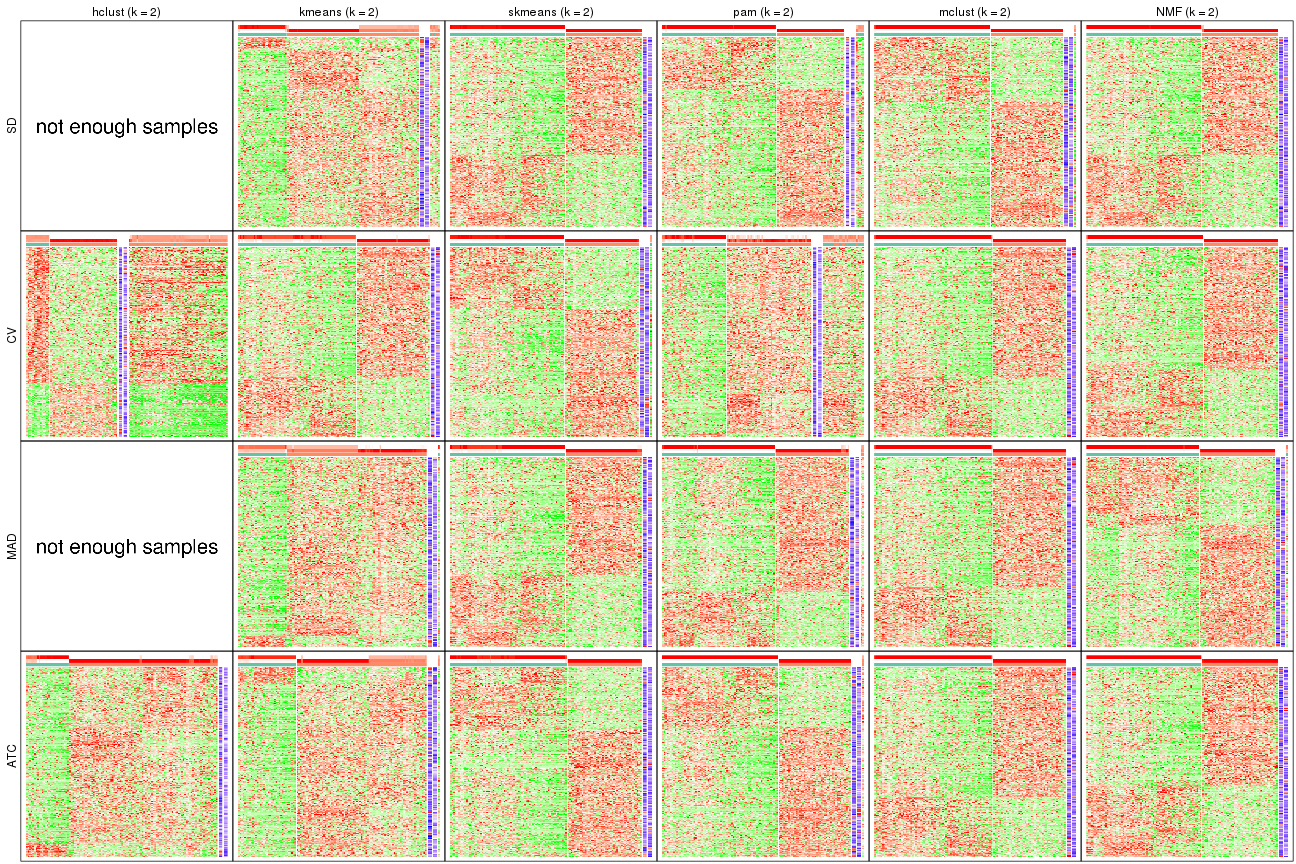 hclust (k = 2) kmeans (k = 2) skmeans (k = 2) pam (k = 2) mclust (k = 2) NMF (k = 2)
SD
not enough samples
CV
MAD
not enough samples
ATC